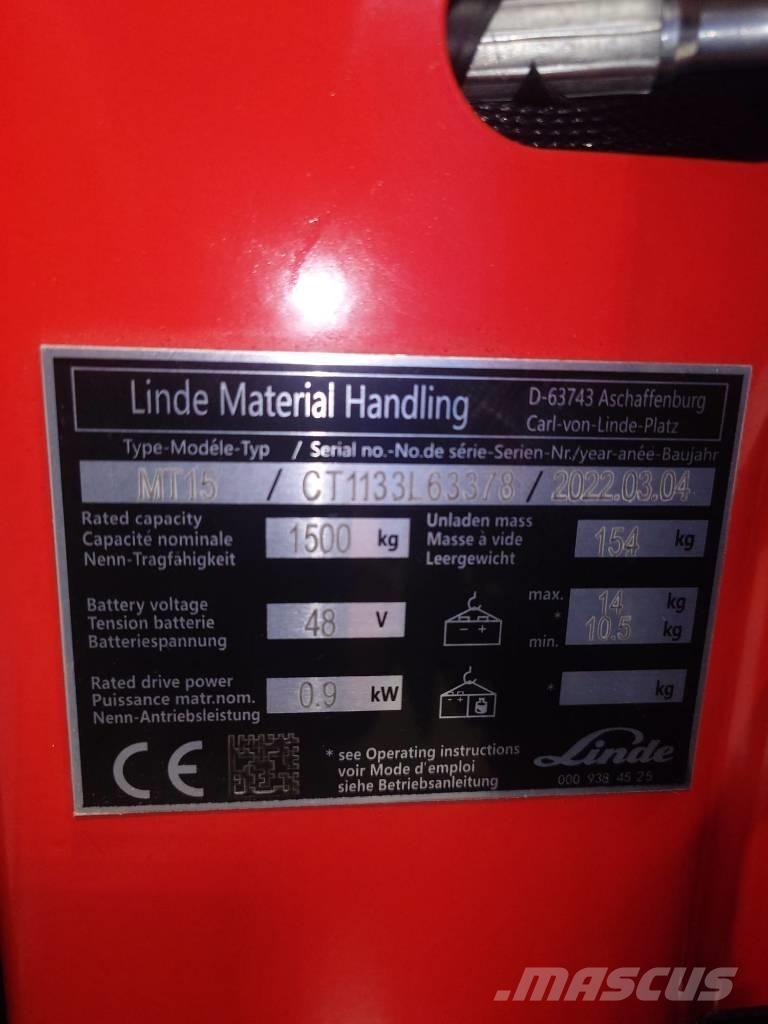 Linde Material Handling
D-63743 Aschaffenburg
Carl-von-Linde-Platz
Type-Modéle-Typ / Serial no.-No.de série-Serien-Nr./year-anée-Baujahr
MT15 / CT1133L63378 / 2022.03.04
Rated capacity
Capacité nominale
Nenn-Tragfähigkeit
1500 kg
Unladen mass
Masse à vide
Leergewicht
154 kg
Battery voltage
Tension batterie
Batteriespannung
48 V
- +
max. 14 kg
*
min. 10.5 kg
Rated drive power
Puissance matr.nom.
Nenn-Antriebsleistung
0.9 kW
- +
* kg
CE
* see Operating instructions
voir Mode d'emploi
siehe Betriebsanleitung
Linde
000 938 45 25
MASCUS